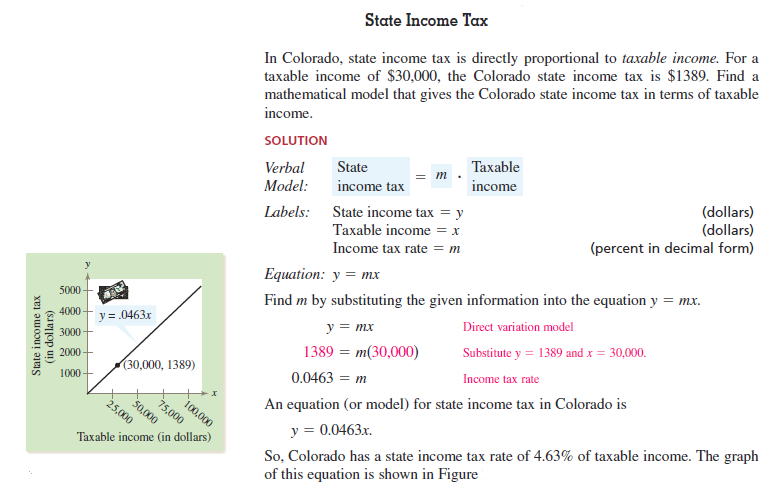 State Income Tax
In Colorado, state income tax is directly proportional to taxable income. For a
taxable income of $30,000, the Colorado state income tax is $1389. Find a
mathematical model that gives the Colorado state income tax in terms of taxable
income.
SOLUTION
Verbal Model: State income tax = m · Taxable income
Labels: State income tax = y (dollars)
Taxable income = x (dollars)
Income tax rate = m (percent in decimal form)
Equation: y = mx
Find m by substituting the given information into the equation y = mx.
y = mx Direct variation model
1389 = m(30,000) Substitute y = 1389 and x = 30,000.
0.0463 = m Income tax rate
An equation (or model) for state income tax in Colorado is
y = 0.0463x.
So, Colorado has a state income tax rate of 4.63% of taxable income. The graph
of this equation is shown in Figure
y
State income tax
(in dollars)
5000
4000
3000
2000
1000
y = .0463x
(30,000, 1389)
x
25,000
50,000
75,000
100,000
Taxable income (in dollars)